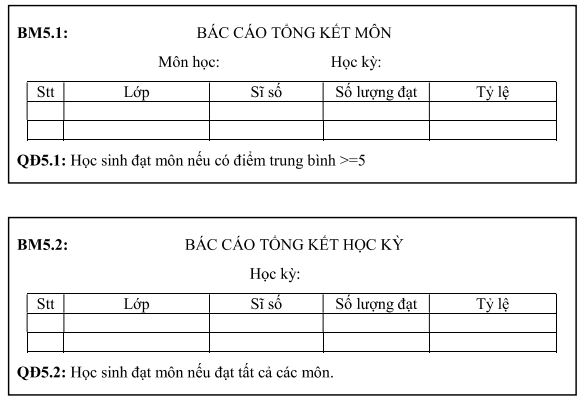 BM5.1: BÁC CÁO TỔNG KẾT MÔN
Môn học: Học kỳ:
Stt Lớp Sĩ số Số lượng đạt Tỷ lệ
QĐ5.1: Học sinh đạt môn nếu có điểm trung bình >=5
BM5.2: BÁC CÁO TỔNG KẾT HỌC KỲ
Học kỳ:
Stt Lớp Sĩ số Số lượng đạt Tỷ lệ
QĐ5.2: Học sinh đạt môn nếu đạt tất cả các môn.